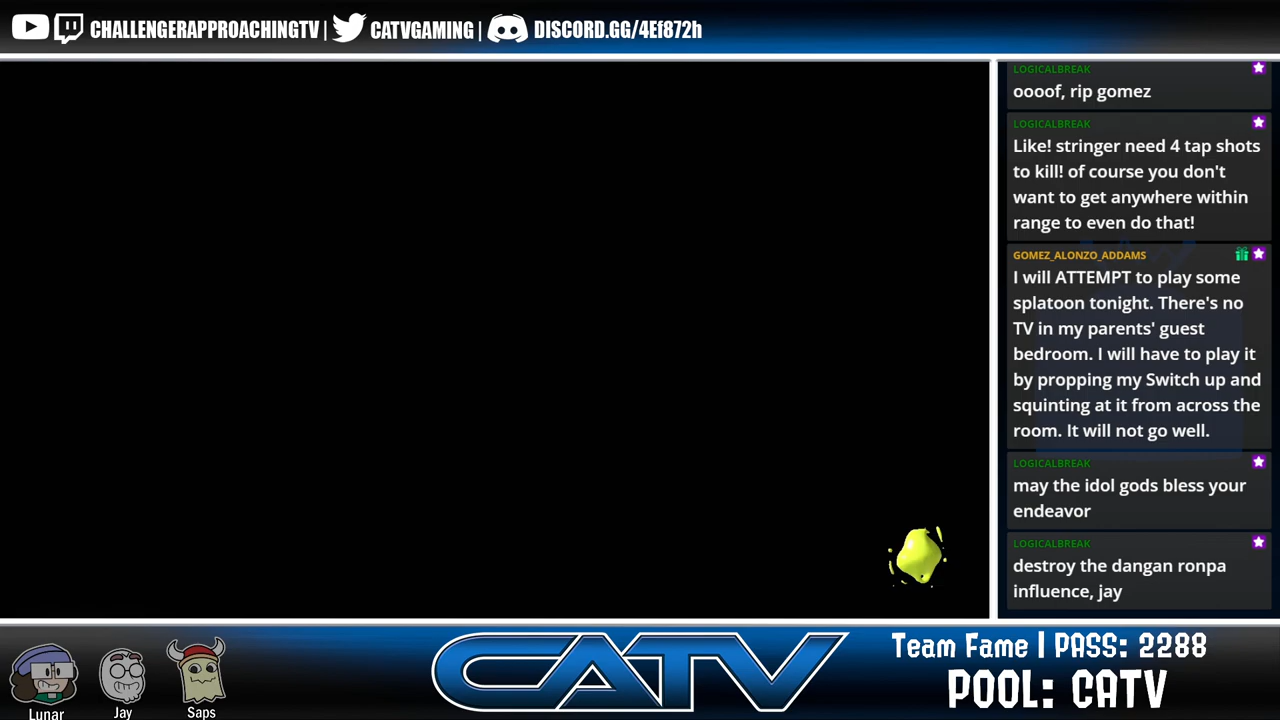 CHALLENGERAPPROACHINGTV | CATVGAMING | DISCORD.GG/4Ef872h
LOGICALBREAK
oooof, rip gomez
LOGICALBREAK
Like! stringer need 4 tap shots
to kill! of course you don't
want to get anywhere within
range to even do that!
GOMEZ_ALONZO_ADDAMS
I will ATTEMPT to play some
splatoon tonight. There's no
TV in my parents' guest
bedroom. I will have to play it
by propping my Switch up and
squinting at it from across the
room. It will not go well.
LOGICALBREAK
may the idol gods bless your
endeavor
LOGICALBREAK
destroy the dangan ronpa
influence, jay
Lunar
Jay
Saps
CATV
Team Fame | PASS: 2288
POOL: CATV